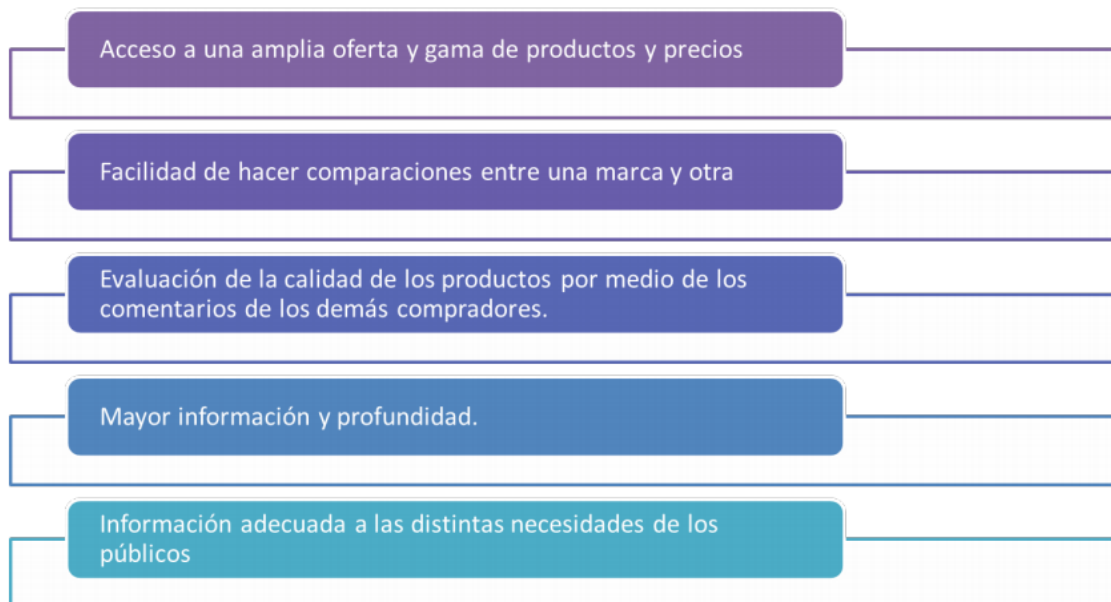 Acceso a una amplia oferta y gama de productos y precios
Facilidad de hacer comparaciones entre una marca y otra
Evaluación de la calidad de los productos por medio de los
comentarios de los demás compradores.
Mayor información y profundidad.
Información adecuada a las distintas necesidades de los
públicos